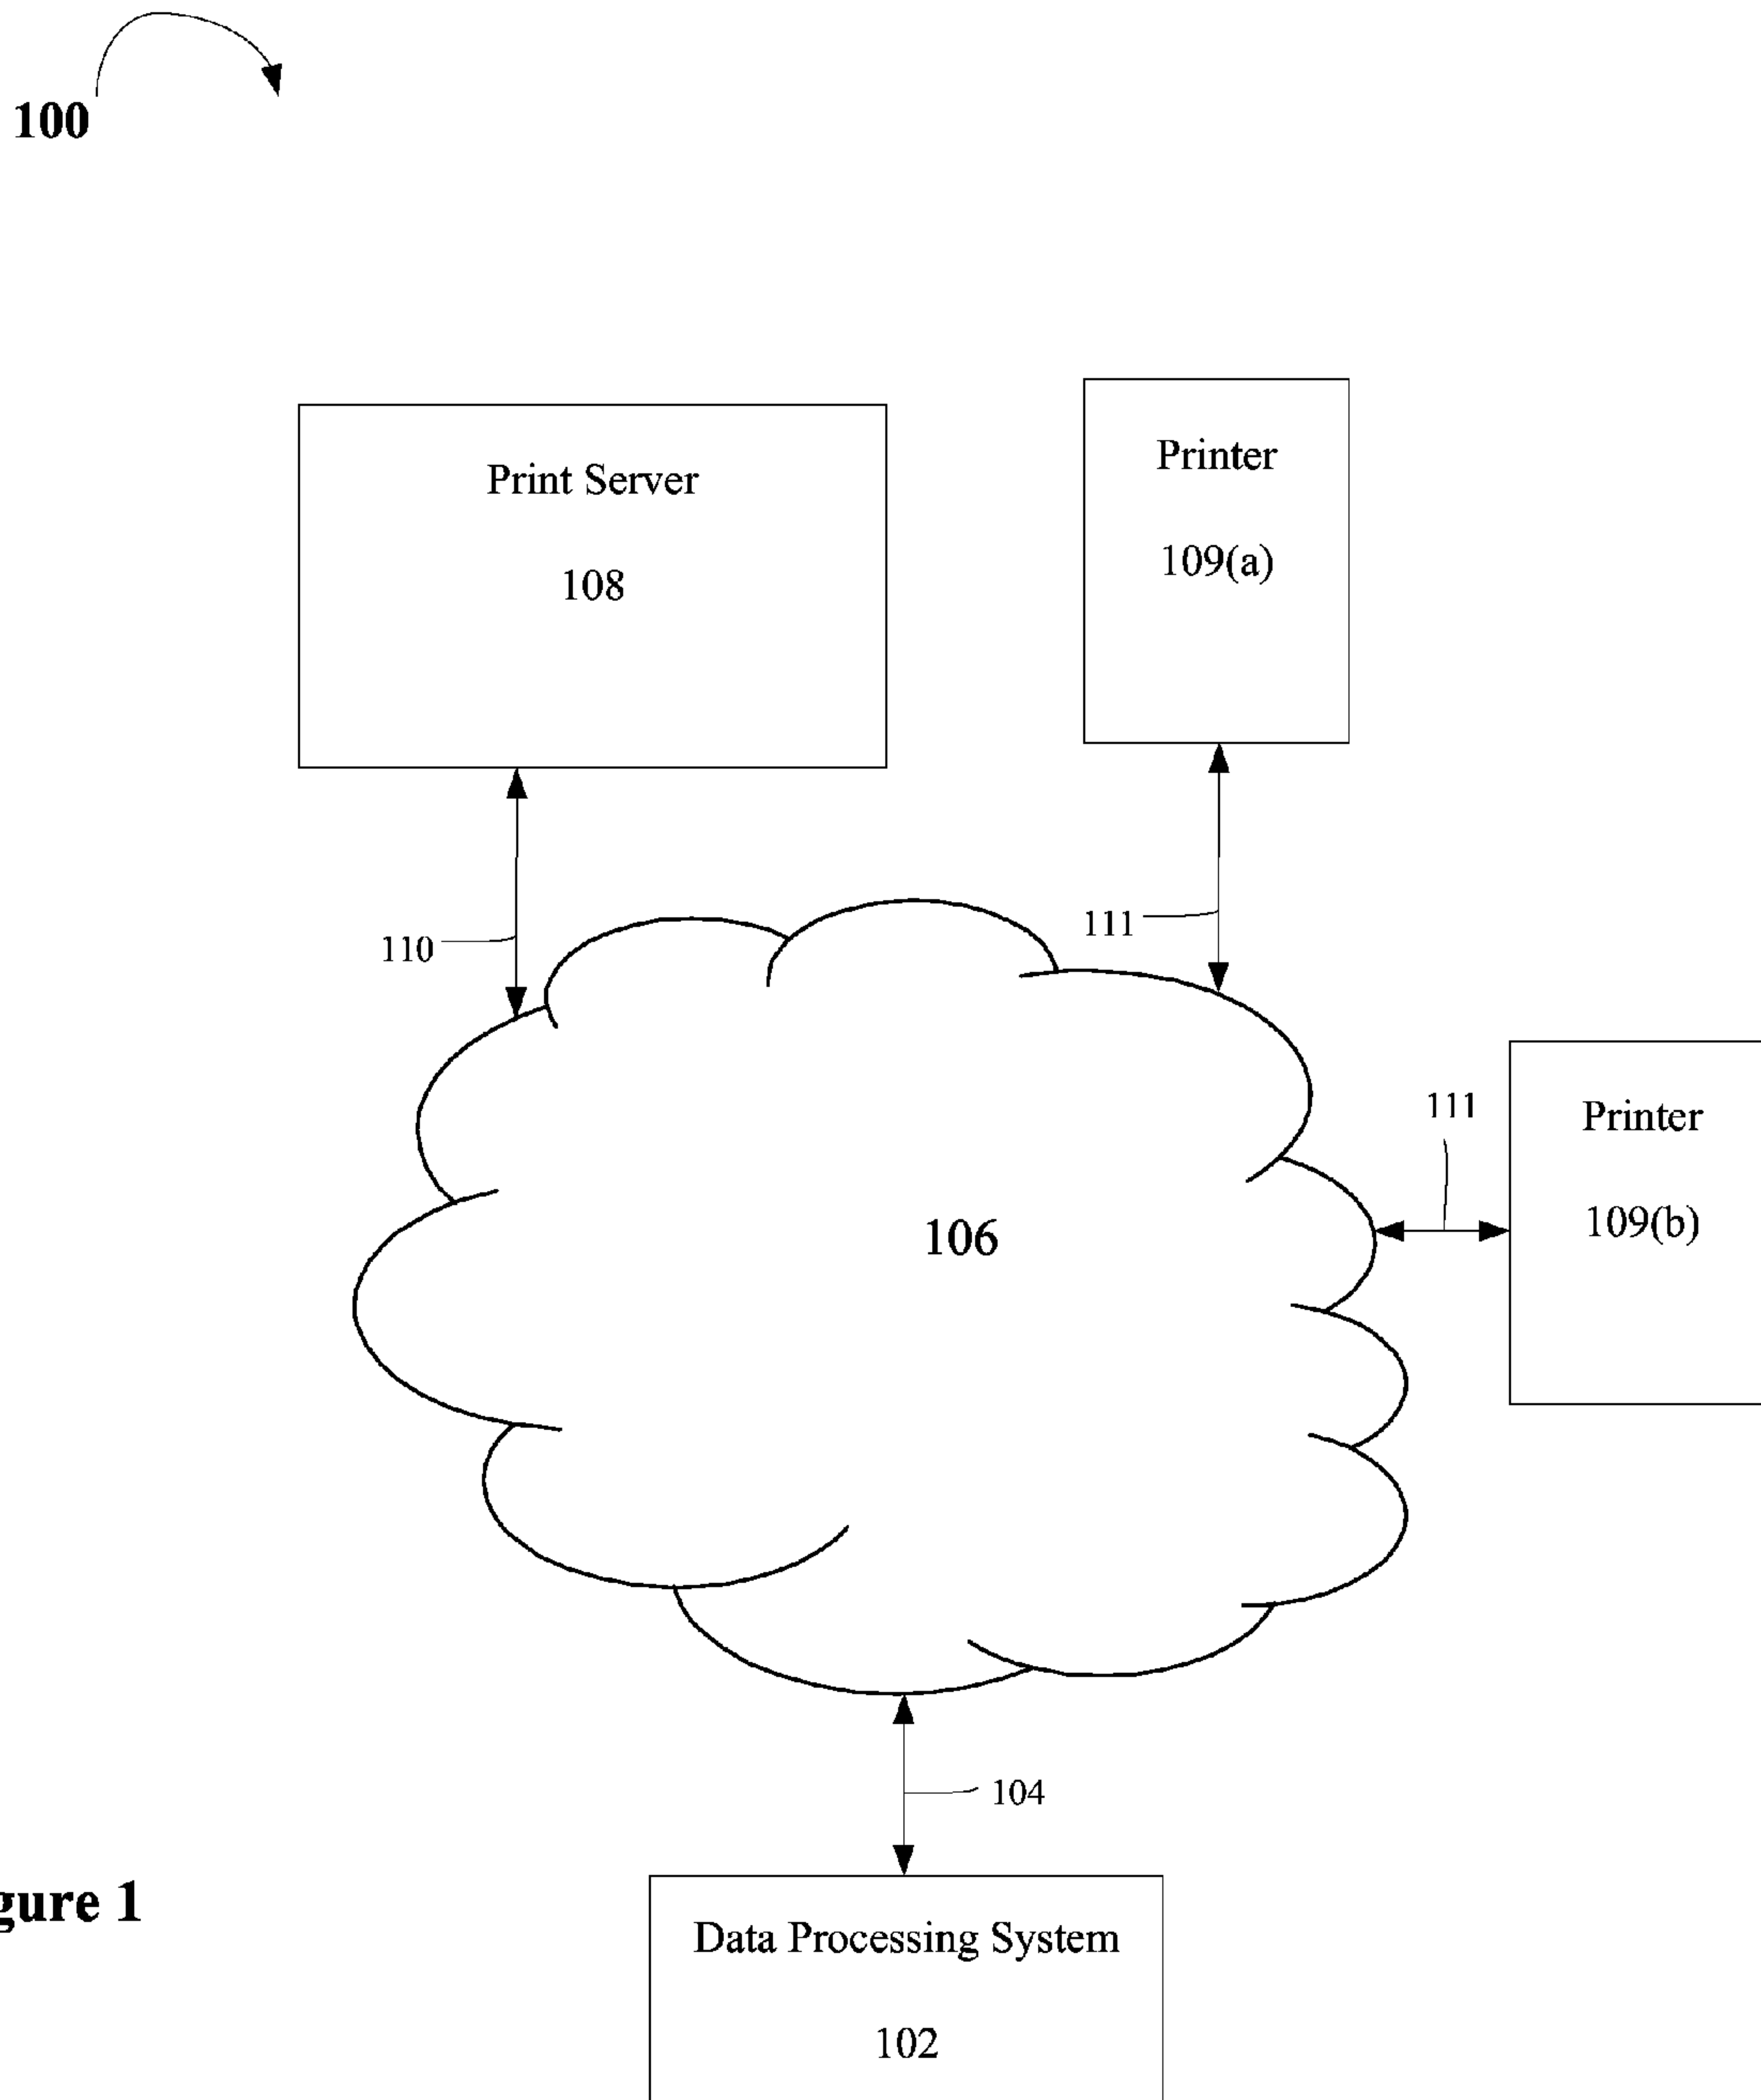 100
Print Server
108
Printer
109(a)
110
111
111
Printer
109(b)
106
104
gure 1
Data Processing System
102